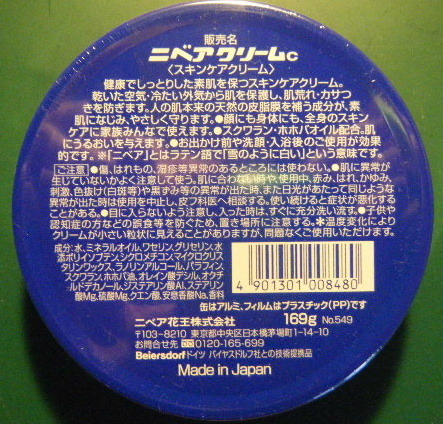 販売名
ニベアクリームc
〈スキンケアクリーム〉
健康でしっとりした素肌を保つスキンケアクリーム。
乾いた空気・冷たい外気から肌を保護し、肌荒れ・カサつ
きを防ぎます。人の肌本来の天然の皮脂膜を補う成分が、素
肌になじみ、やさしく守ります。●顔にも身体にも、全身のスキン
ケアに家族みんなで使えます。●スクワラン・ホホバオイル配合。肌
にうるおいを与えます。●お出かけ前や洗顔・入浴後のご使用が効果
的です。※「ニベア」とはラテン語で「雪のように白い」という意味です。
ご注意●傷、はれもの、湿疹等異常のあるところには使わない。●肌に異常が
生じていないかよく注意して使う。肌に合わない時や、使用中、赤み、はれ、かゆみ、
刺激、色抜け(白斑等)や黒ずみ等の異常が出た時、また日光があたって同じような
異常が出た時は使用を中止し、皮フ科医へ相談する。使い続けると症状が悪化する
ことがある。●目に入らないよう注意し、入った時は、すぐに充分洗い流す。●子供や
認知症の方などの誤食等を防ぐため、置き場所に注意する。※温度変化により
クリームが小さい粒状に見えることがありますが、問題なくご使用いただけます。
成分:水、ミネラルオイル、ワセリン、グリセリン、水
添ポリイソブテン、シクロメチコン、マイクロクリス
タリンワックス、ラノリンアルコール、パラフィン、
スクワラン、ホホバ油、オレイン酸デシル、オクチ
ルドデカノール、ジステアリン酸Al、ステアリ
ン酸Mg、硫酸Mg、クエン酸、安息香酸Na、香料
4 901301 008480
缶はアルミ、フィルムはプラスチック(PP)です
ニベア花王株式会社 169g No.549
〒103-8210 東京都中央区日本橋茅場町1-14-10
お問合せ先 0120-165-699
Beiersdorf ドイツ バイヤスドルフ社との技術提携品
Made in Japan